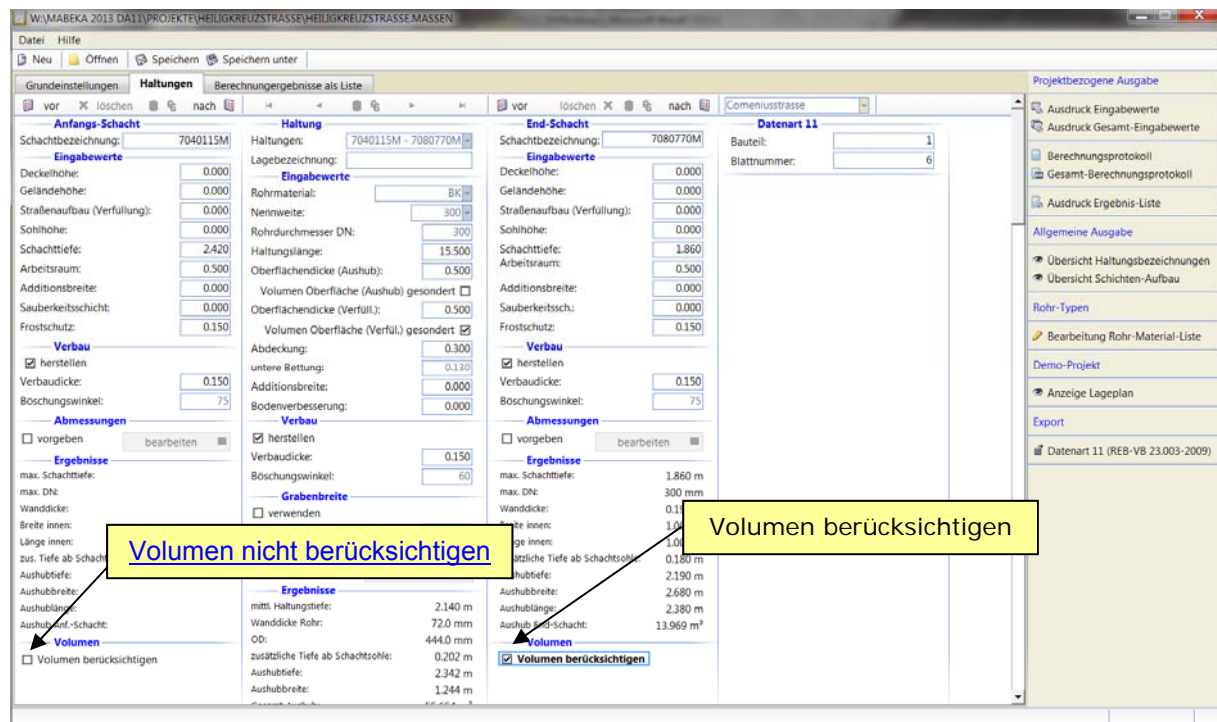 W:\MABEKA 2013 DA11\PROJEKTE\HEILIGKREUZSTRASSE\HEILIGKREUZSTRASSE.MASSEN
Datei Hilfe
Neu Öffnen Speichern Speichern unter
Grundeinstellungen Haltungen Berechnungergebnisse als Liste
vor löschen nach
Anfangs-Schacht
Schachtbezeichnung: 7040115M
Eingabewerte
Deckelhöhe: 0.000
Geländehöhe: 0.000
Straßenaufbau (Verfüllung): 0.000
Sohlhöhe: 0.000
Schachttiefe: 2.420
Arbeitsraum: 0.500
Additionsbreite: 0.000
Sauberkeitsschicht: 0.000
Frostschutz: 0.150
Verbau
herstellen
Verbaudicke: 0.150
Böschungswinkel: 75
Abmessungen
vorgeben bearbeiten
Ergebnisse
max. Schachttiefe:
max. DN:
Wanddicke:
Breite innen:
Länge innen:
zus. Tiefe ab Schacht
Aushubtiefe:
Aushubbreite:
Aushublänge:
Aushub Anf.-Schacht:
Volumen
Volumen berücksichtigen
Volumen nicht berücksichtigen
Haltung
Haltungen: 7040115M - 7080770M
Lagebezeichnung:
Eingabewerte
Rohrmaterial: BK
Nennweite: 300
Rohrdurchmesser DN: 300
Haltungslänge: 15.500
Oberflächendicke (Aushub): 0.500
Volumen Oberfläche (Aushub) gesondert
Oberflächendicke (Verfüll.): 0.500
Volumen Oberfläche (Verfül.) gesondert
Abdeckung: 0.300
untere Bettung: 0.130
Additionsbreite: 0.000
Bodenverbesserung: 0.000
Verbau
herstellen
Verbaudicke: 0.150
Böschungswinkel: 60
Grabenbreite
verwenden
Ergebnisse
mittl. Haltungstiefe: 2.140 m
Wanddicke Rohr: 72.0 mm
OD: 444.0 mm
zusätzliche Tiefe ab Schachtsohle: 0.202 m
Aushubtiefe: 2.342 m
Aushubbreite: 1.244 m
vor löschen nach
End-Schacht
Schachtbezeichnung: 7080770M
Eingabewerte
Deckelhöhe: 0.000
Geländehöhe: 0.000
Straßenaufbau (Verfüllung): 0.000
Sohlhöhe: 0.000
Schachttiefe: 1.860
Arbeitsraum: 0.500
Additionsbreite: 0.000
Sauberkeitssch.: 0.000
Frostschutz: 0.150
Verbau
herstellen
Verbaudicke: 0.150
Böschungswinkel: 75
Abmessungen
vorgeben bearbeiten
Ergebnisse
max. Schachttiefe: 1.860 m
max. DN: 300 mm
Wanddicke:
innen:
innen:
Tiefe ab Schachtsohle: 0.180 m
2.190 m
Aushubbreite: 2.680 m
Aushublänge: 2.380 m
Aushub End-Schacht: 13.969 m³
Volumen
Volumen berücksichtigen
Volumen berücksichtigen
Comeniusstrasse
Datenart 11
Bauteil: 1
Blattnummer: 6
Projektbezogene Ausgabe
Ausdruck Eingabewerte
Ausdruck Gesamt-Eingabewerte
Berechnungsprotokoll
Gesamt-Berechnungsprotokoll
Ausdruck Ergebnis-Liste
Allgemeine Ausgabe
Übersicht Haltungsbezeichnungen
Übersicht Schichten-Aufbau
Rohr-Typen
Bearbeitung Rohr-Material-Liste
Demo-Projekt
Anzeige Lageplan
Export
Datenart 11 (REB-VB 23.003-2009)